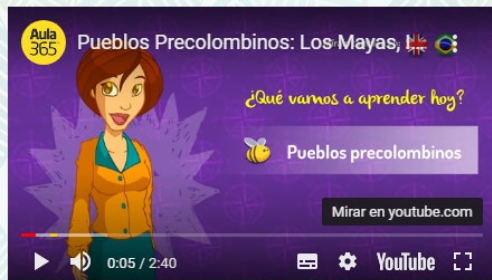 Aula
365
Pueblos Precolombinos: Los Mayas,
¿Qué vamos a aprender hoy?
Pueblos precolombinos
Mirar en youtube.com
0:05 / 2:40
YouTube